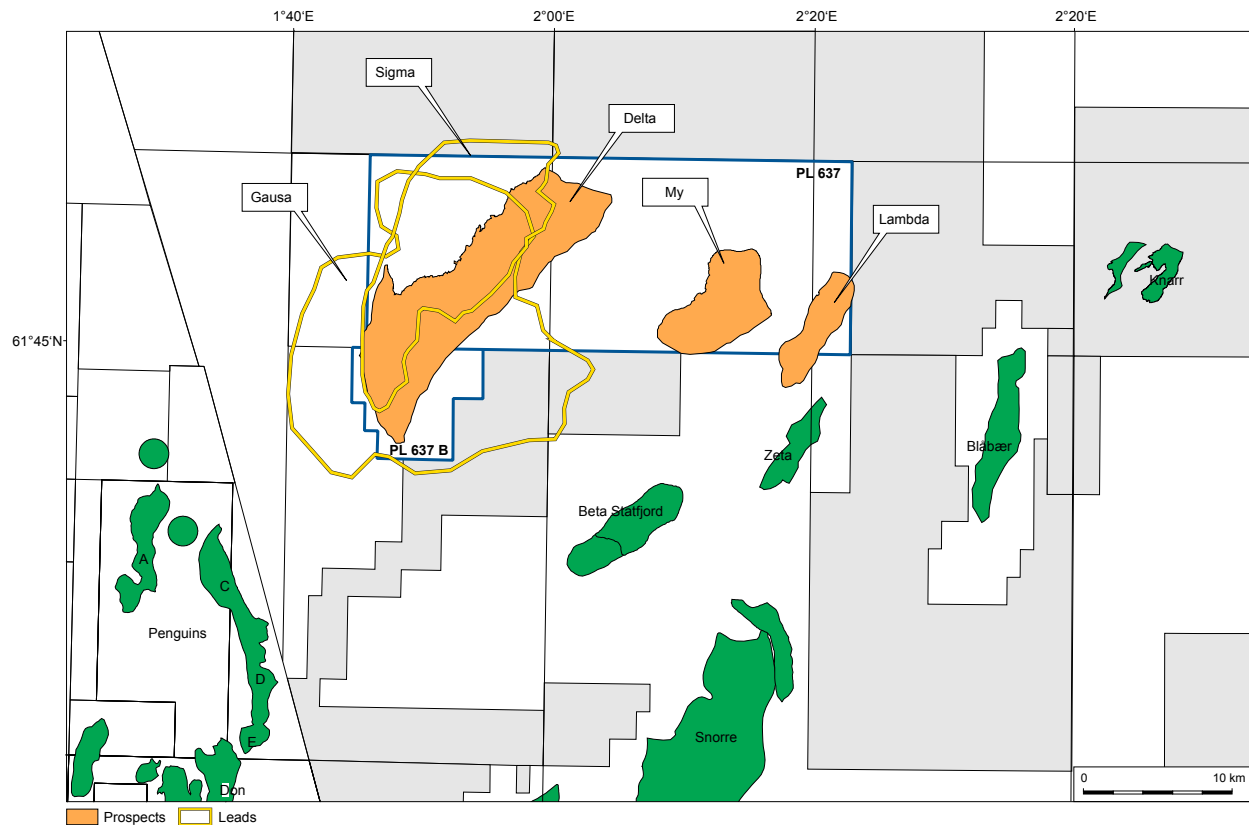 1°40'E
2°00'E
2°20'E
2°20'E
Sigma
Delta
PL 637
Gausa
My
Lambda
Knarr
61°45'N
PL 637 B
Zeta
Blåbær
Beta Statfjord
A
C
Penguins
D
E
Snorre
Don
0
10 km
Prospects
Leads